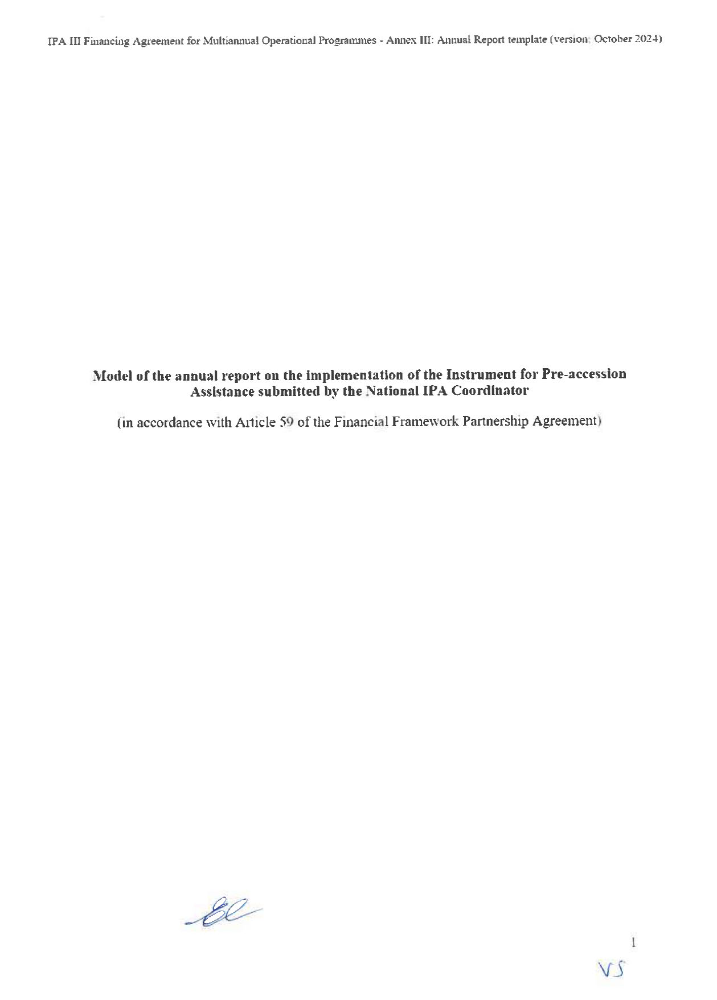 IPA III Financing Agreement for Multiannual Operational Programmes - Annex III: Annual Report template (version: October 2024)
Model of the annual report on the implementation of the Instrument for Pre-accession
Assistance submitted by the National IPA Coordinator
(in accordance with Article 59 of the Financial Framework Partnership Agreement)
1
VS